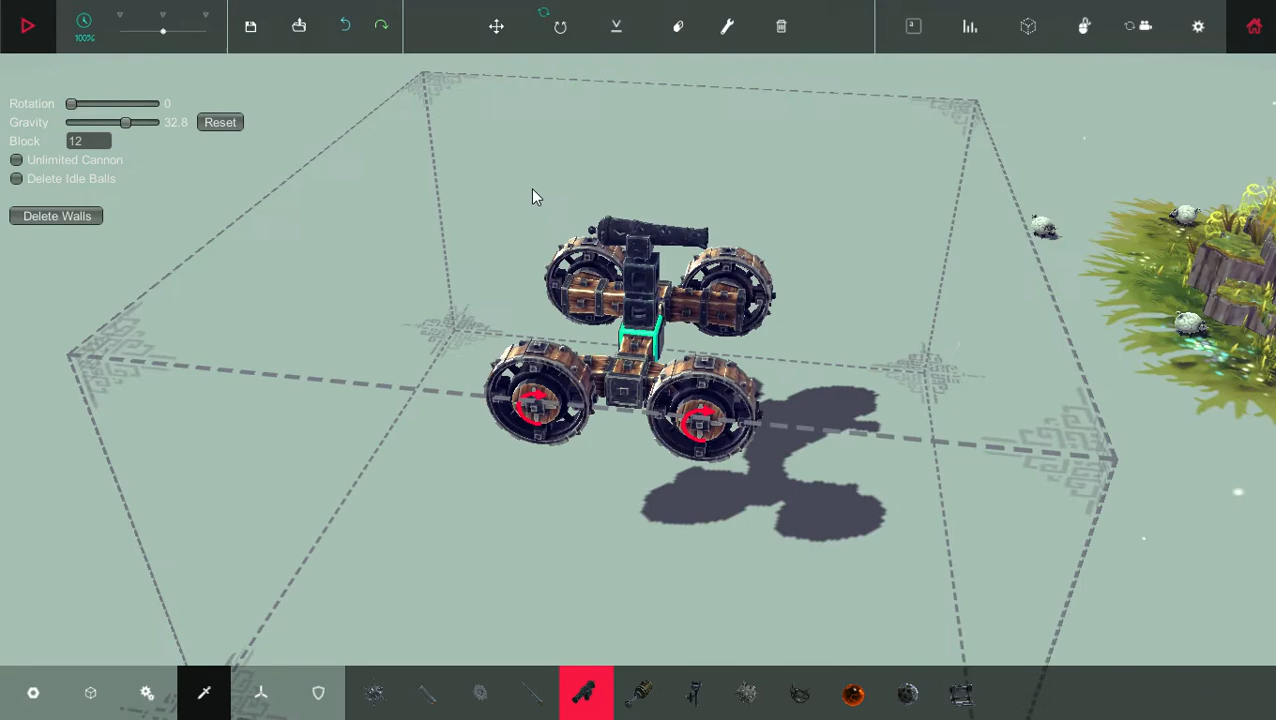 100%
a
Rotation 0
Gravity 32.8 Reset
Block 12
Unlimited Cannon
Delete Idle Balls
Delete Walls